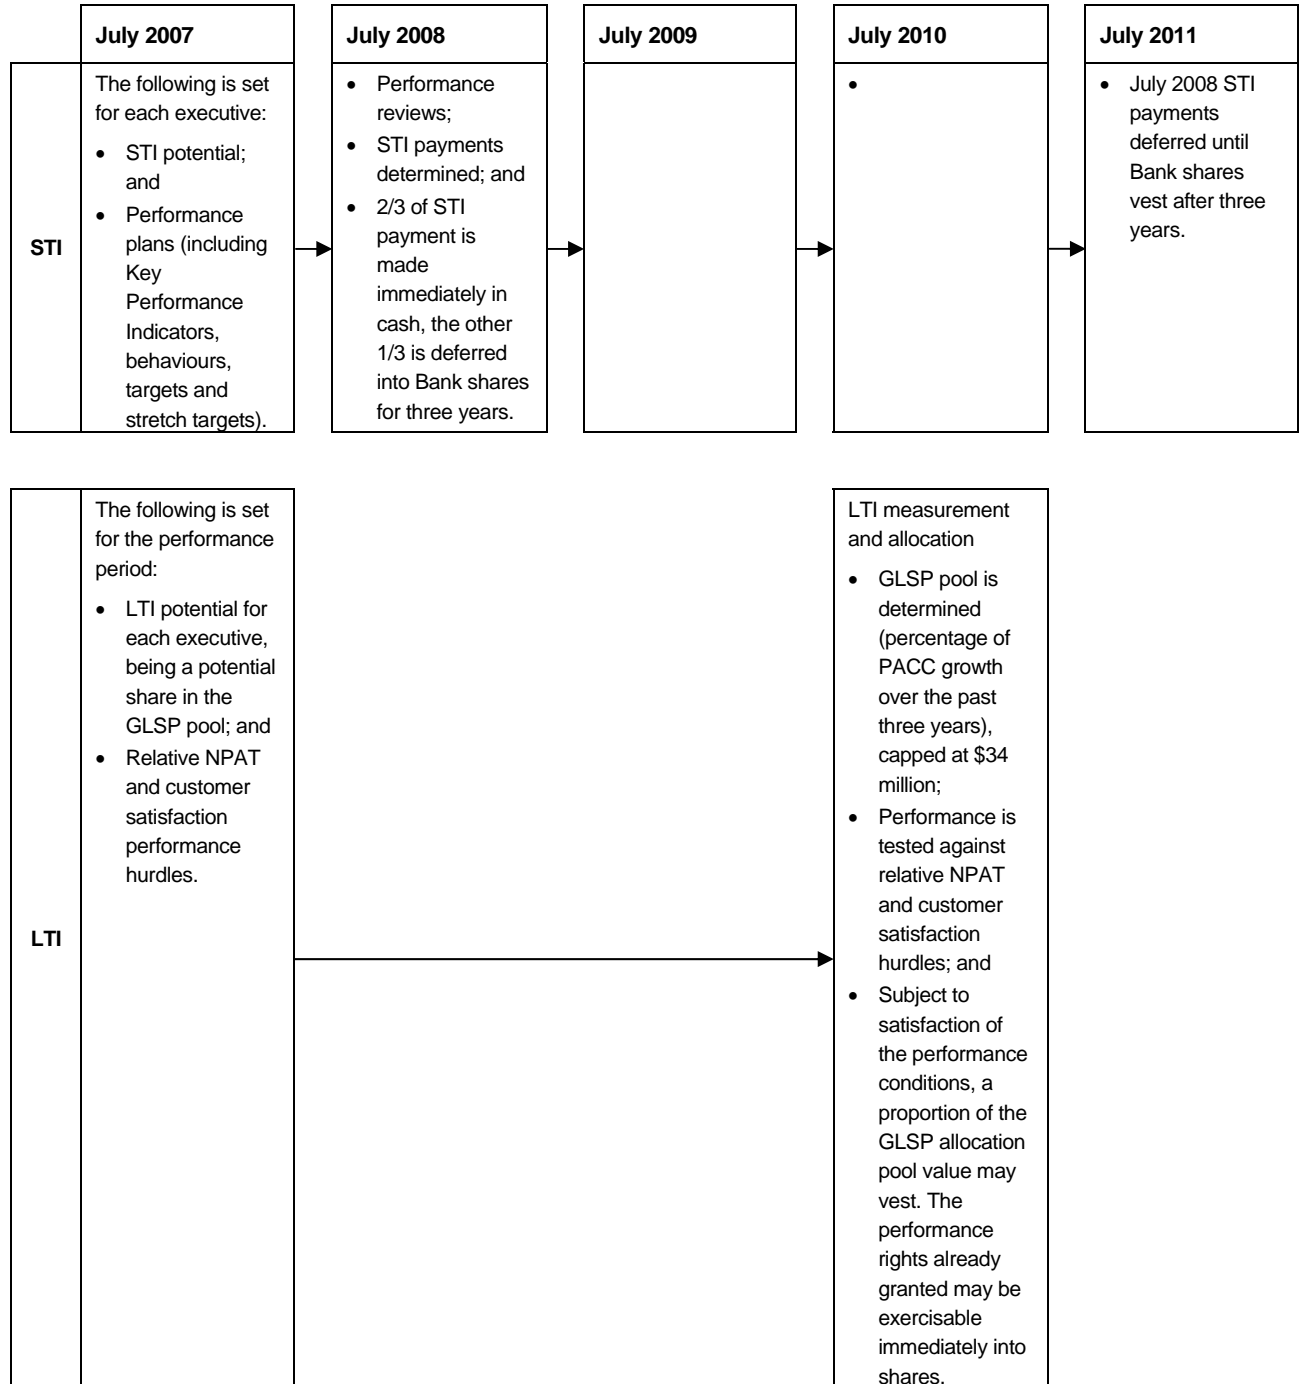 July 2007
July 2008
July 2009
July 2010
July 2011
STI
The following is set
for each executive:
• STI potential;
and
• Performance
plans (including
Key
Performance
Indicators,
behaviours,
targets and
stretch targets).
• Performance
reviews;
• STI payments
determined; and
• 2/3 of STI
payment is
made
immediately in
cash, the other
1/3 is deferred
into Bank shares
for three years.
•
• July 2008 STI
payments
deferred until
Bank shares
vest after three
years.
LTI
The following is set
for the performance
period:
• LTI potential for
each executive,
being a potential
share in the
GLSP pool; and
• Relative NPAT
and customer
satisfaction
performance
hurdles.
LTI measurement
and allocation
• GLSP pool is
determined
(percentage of
PACC growth
over the past
three years),
capped at $34
million;
• Performance is
tested against
relative NPAT
and customer
satisfaction
hurdles; and
• Subject to
satisfaction of
the performance
conditions, a
proportion of the
GLSP allocation
pool value may
vest. The
performance
rights already
granted may be
exercisable
immediately into
shares.